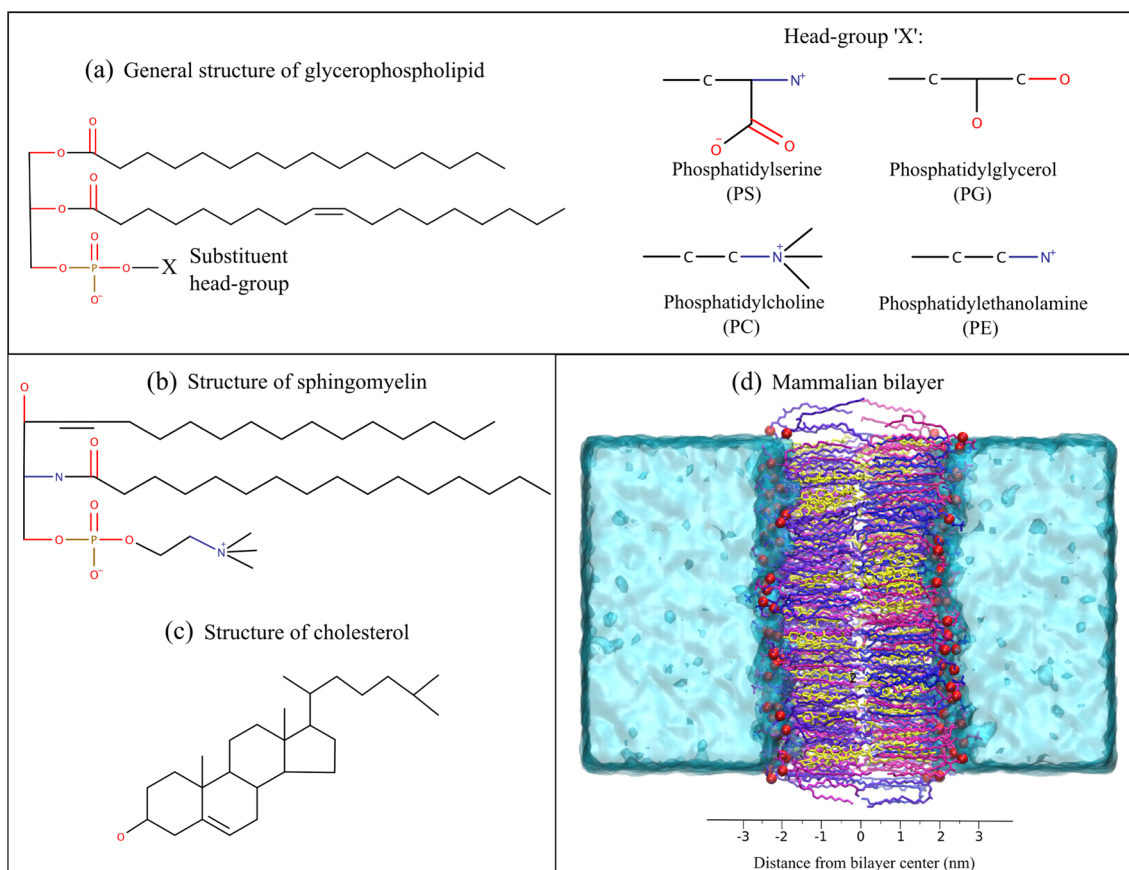 (a) General structure of glycerophospholipid
O
O
O
O
O
P
O
O
O⁻
X
Substituent
head-group
Head-group 'X':
C
N⁺
O⁻
O
Phosphatidylserine
(PS)
C
C
O
O
Phosphatidylglycerol
(PG)
C
C
N⁺
Phosphatidylcholine
(PC)
C
C
N⁺
Phosphatidylethanolamine
(PE)
(b) Structure of sphingomyelin
O
N
O
O
O
P
O
O⁻
N⁺
(c) Structure of cholesterol
O
(d) Mammalian bilayer
-3 -2 -1 0 1 2 3
Distance from bilayer center (nm)